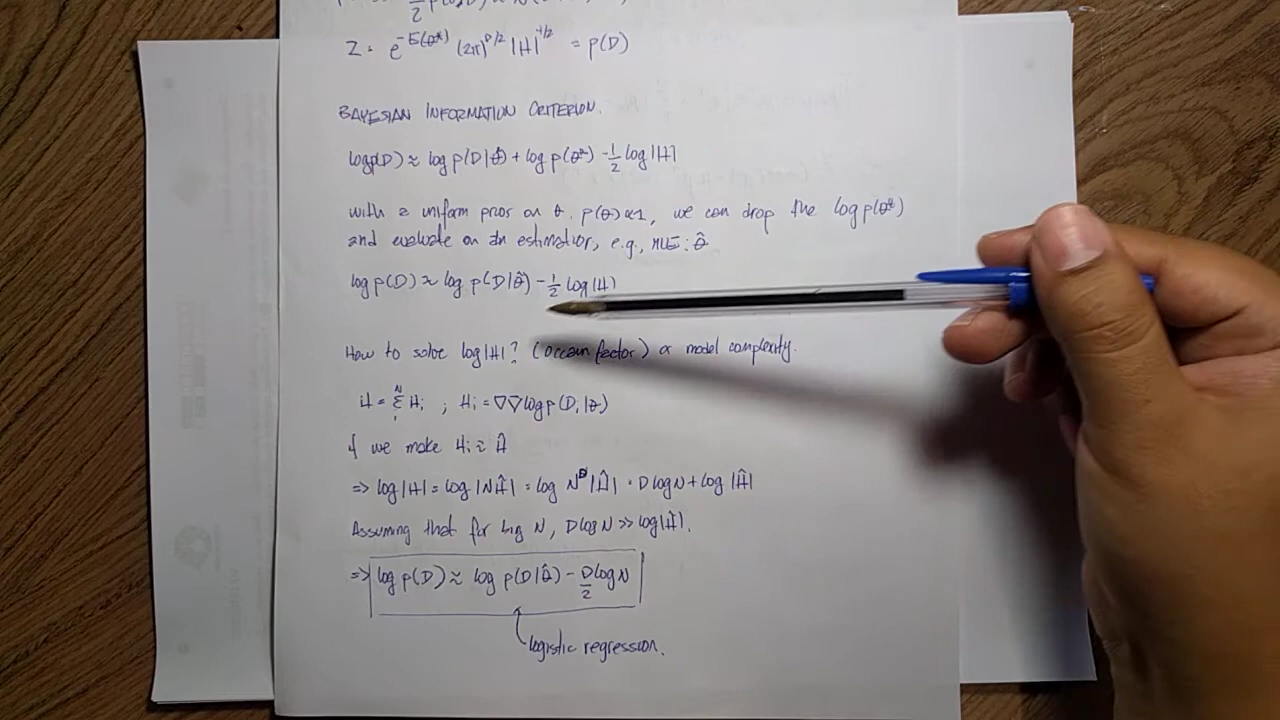 Z = e^{-E(θ*)} (2π)^{D/2} |H|^{-1/2} = p(D)
BAYESIAN INFORMATION CRITERION.
log p(D) ≈ log p(D|θ*) + log p(θ*) - 1/2 log |H|
with a uniform prior on θ. p(θ) ∝ 1, we can drop the log p(θ*)
and evaluate on an estimatior, e.g., MLE: θ̂
log p(D) ≈ log p(D|θ̂) - 1/2 log |H|
How to solve log |H|? (occam factor) or model complexity.
H = Σ_i^N H_i ; H_i = ∇∇ log p(D_i|θ)
if we make H_i ≈ Ĥ
=> log |H| = log |NĤ| = log N^D |Ĥ| = D log N + log |Ĥ|
Assuming that for big N, D log N >> log |Ĥ|.
=> log p(D) ≈ log p(D|θ̂) - D/2 log N
logistic regression.